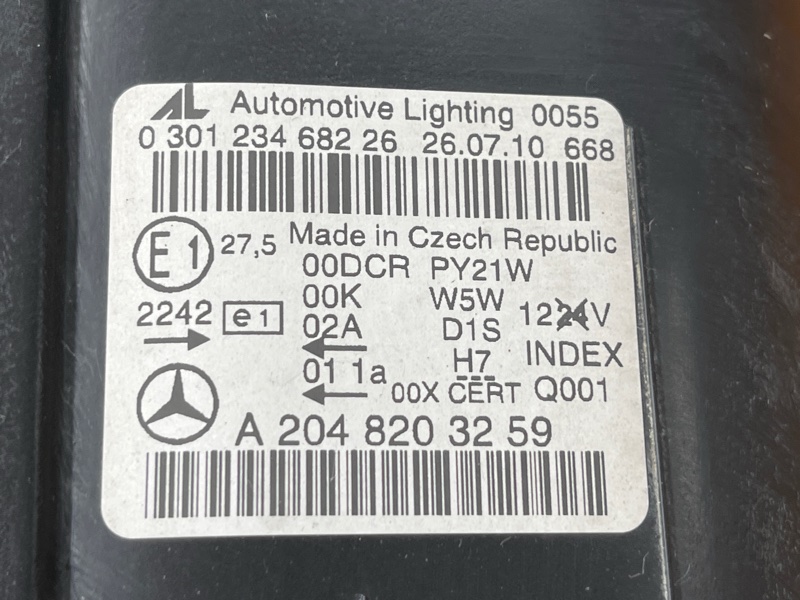 AL Automotive Lighting 0055
0 301 234 682 26 26.07.10 668
E1 27,5 Made in Czech Republic
00DCR PY21W
00K W5W 1224V
2242 e1 02A D1S
01 1a H7 INDEX
00X CERT Q001
A 204 820 32 59